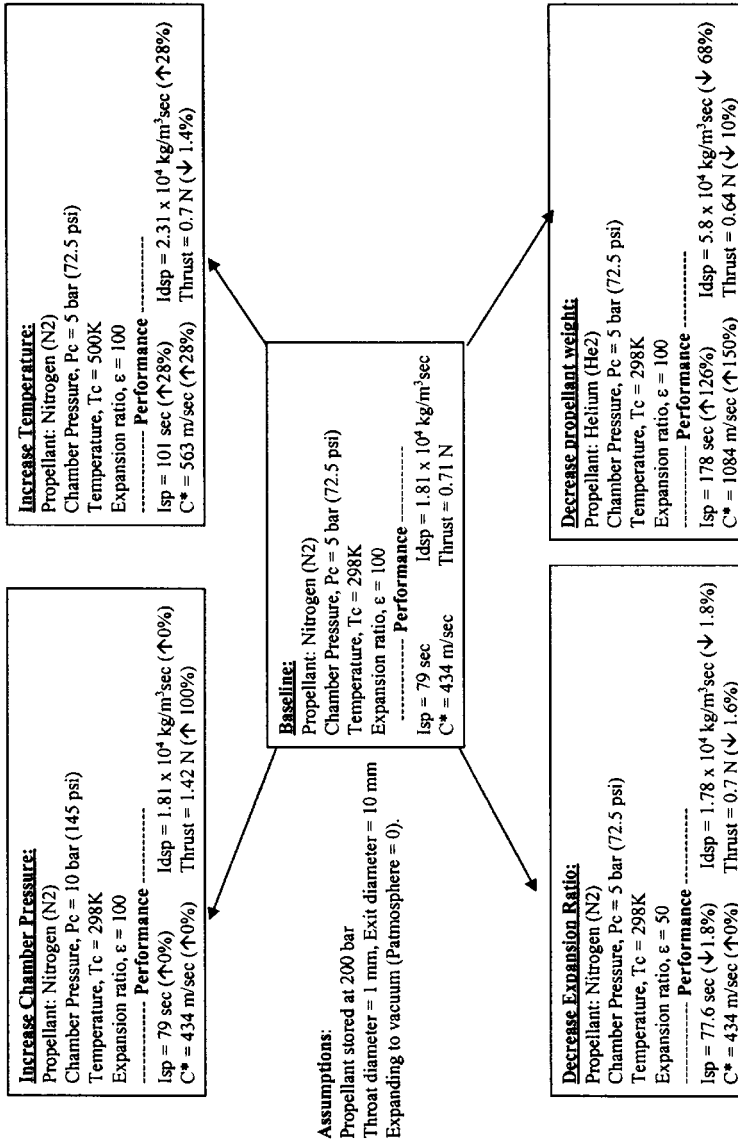 Increase Chamber Pressure:
Propellant: Nitrogen (N2)
Chamber Pressure, Pc = 10 bar (145 psi)
Temperature, Tc = 298K
Expansion ratio, ε = 100
------------ Performance ------------
Isp = 79 sec (↑0%) Idsp = 1.81 x 10⁴ kg/m³sec (↑0%)
C* = 434 m/sec (↑0%) Thrust = 1.42 N (↑ 100%)
Increase Temperature:
Propellant: Nitrogen (N2)
Chamber Pressure, Pc = 5 bar (72.5 psi)
Temperature, Tc = 500K
Expansion ratio, ε = 100
------------ Performance ------------
Isp = 101 sec (↑28%) Idsp = 2.31 x 10⁴ kg/m³sec (↑28%)
C* = 563 m/sec (↑28%) Thrust = 0.7 N (↓ 1.4%)
Baseline:
Propellant: Nitrogen (N2)
Chamber Pressure, Pc = 5 bar (72.5 psi)
Temperature, Tc = 298K
Expansion ratio, ε = 100
------------ Performance ------------
Isp = 79 sec Idsp = 1.81 x 10⁴ kg/m³sec
C* = 434 m/sec Thrust = 0.71 N
Assumptions:
Propellant stored at 200 bar
Throat diameter = 1 mm, Exit diameter = 10 mm
Expanding to vacuum (Patmosphere = 0).
Decrease Expansion Ratio:
Propellant: Nitrogen (N2)
Chamber Pressure, Pc = 5 bar (72.5 psi)
Temperature, Tc = 298K
Expansion ratio, ε = 50
------------ Performance ------------
Isp = 77.6 sec (↓1.8%) Idsp = 1.78 x 10⁴ kg/m³sec (↓ 1.8%)
C* = 434 m/sec (↑0%) Thrust = 0.7 N (↓ 1.6%)
Decrease propellant weight:
Propellant: Helium (He2)
Chamber Pressure, Pc = 5 bar (72.5 psi)
Temperature, Tc = 298K
Expansion ratio, ε = 100
------------ Performance ------------
Isp = 178 sec (↑126%) Idsp = 5.8 x 10⁴ kg/m³sec (↓ 68%)
C* = 1084 m/sec (↑150%) Thrust = 0.64 N (↓ 10%)